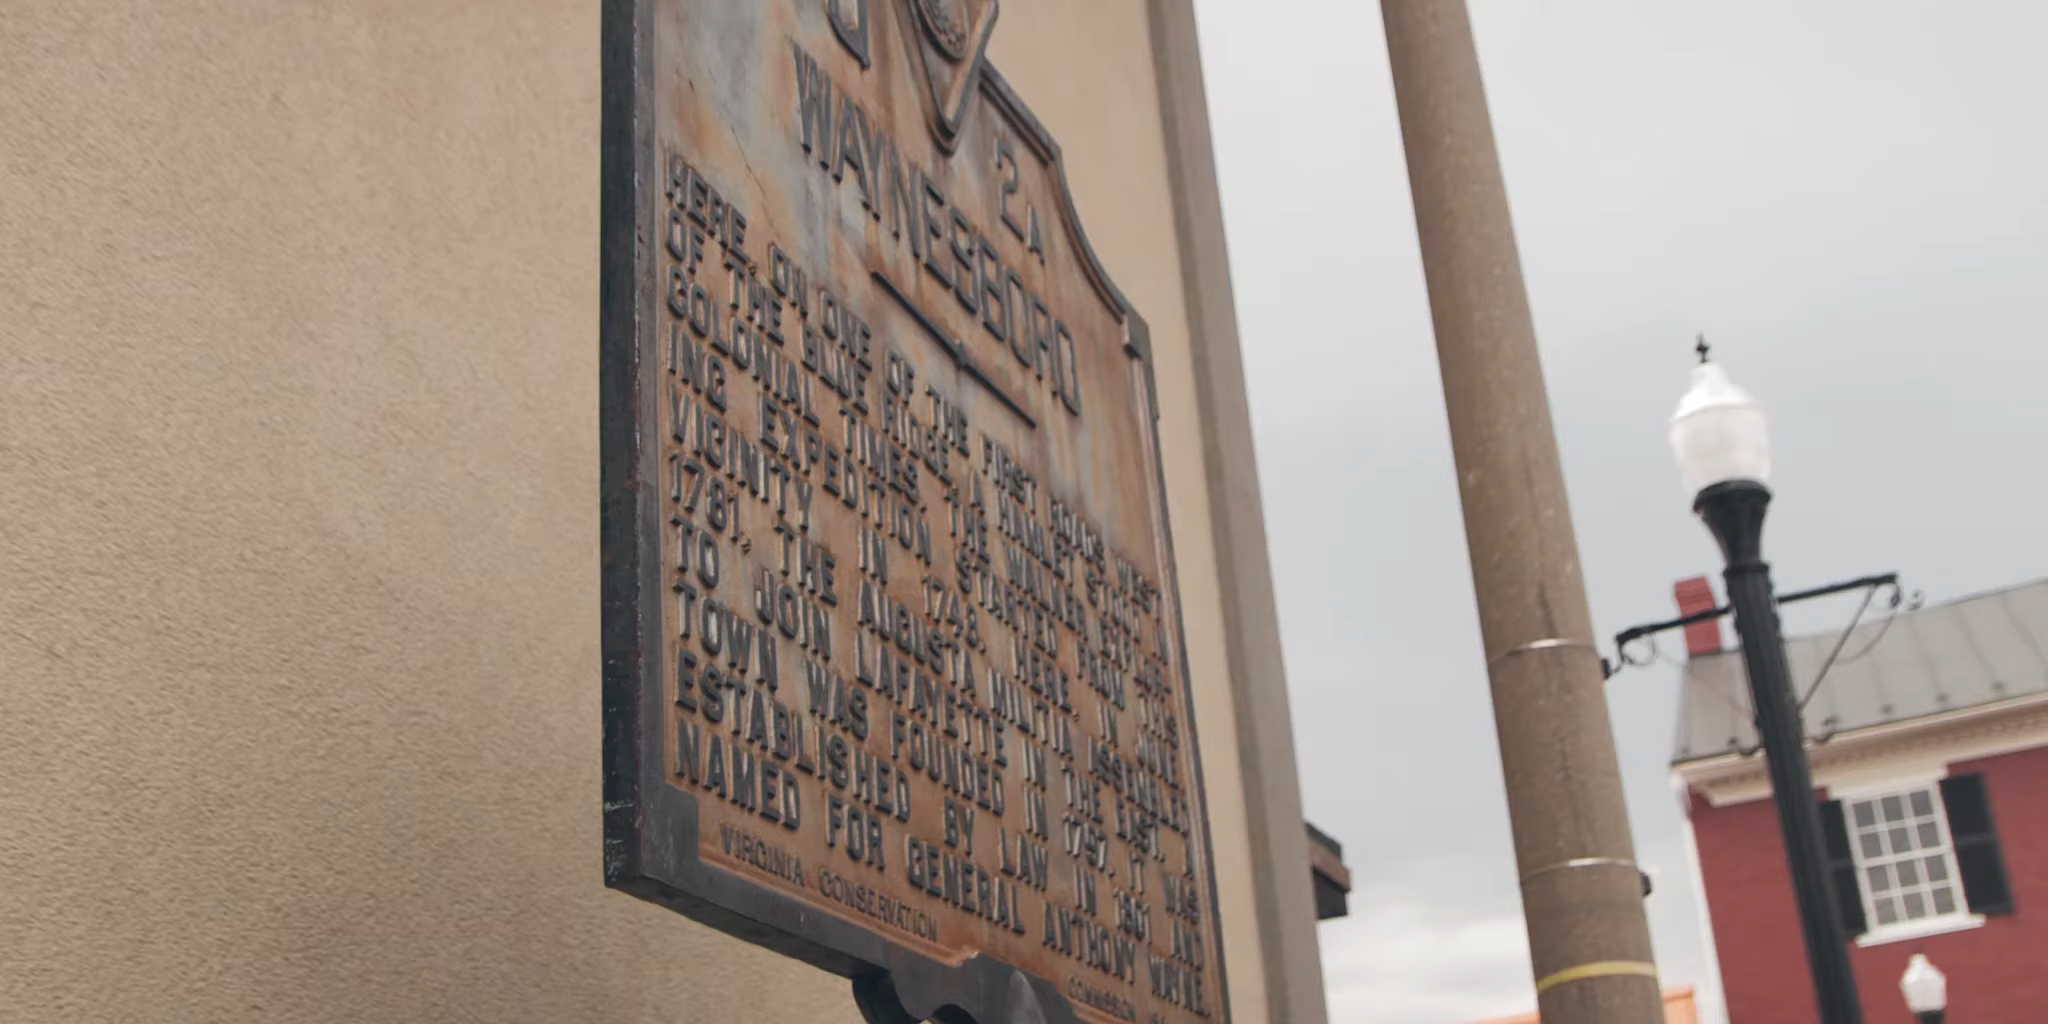 2A
WAYNESBORO
HERE, ON ONE OF THE FIRST ROADS WEST
OF THE BLUE RIDGE, A HAMLET STOOD IN
COLONIAL TIMES. THE WALKER EXPLOR-
ING EXPEDITION STARTED FROM THIS
VICINITY IN 1748. HERE, IN JUNE,
1781, THE AUGUSTA MILITIA ASSEMBLED
TO JOIN LAFAYETTE IN THE EAST. A
TOWN WAS FOUNDED IN 1797. IT WAS
ESTABLISHED BY LAW IN 1801 AND
NAMED FOR GENERAL ANTHONY WAYNE.
VIRGINIA CONSERVATION COMMISSION